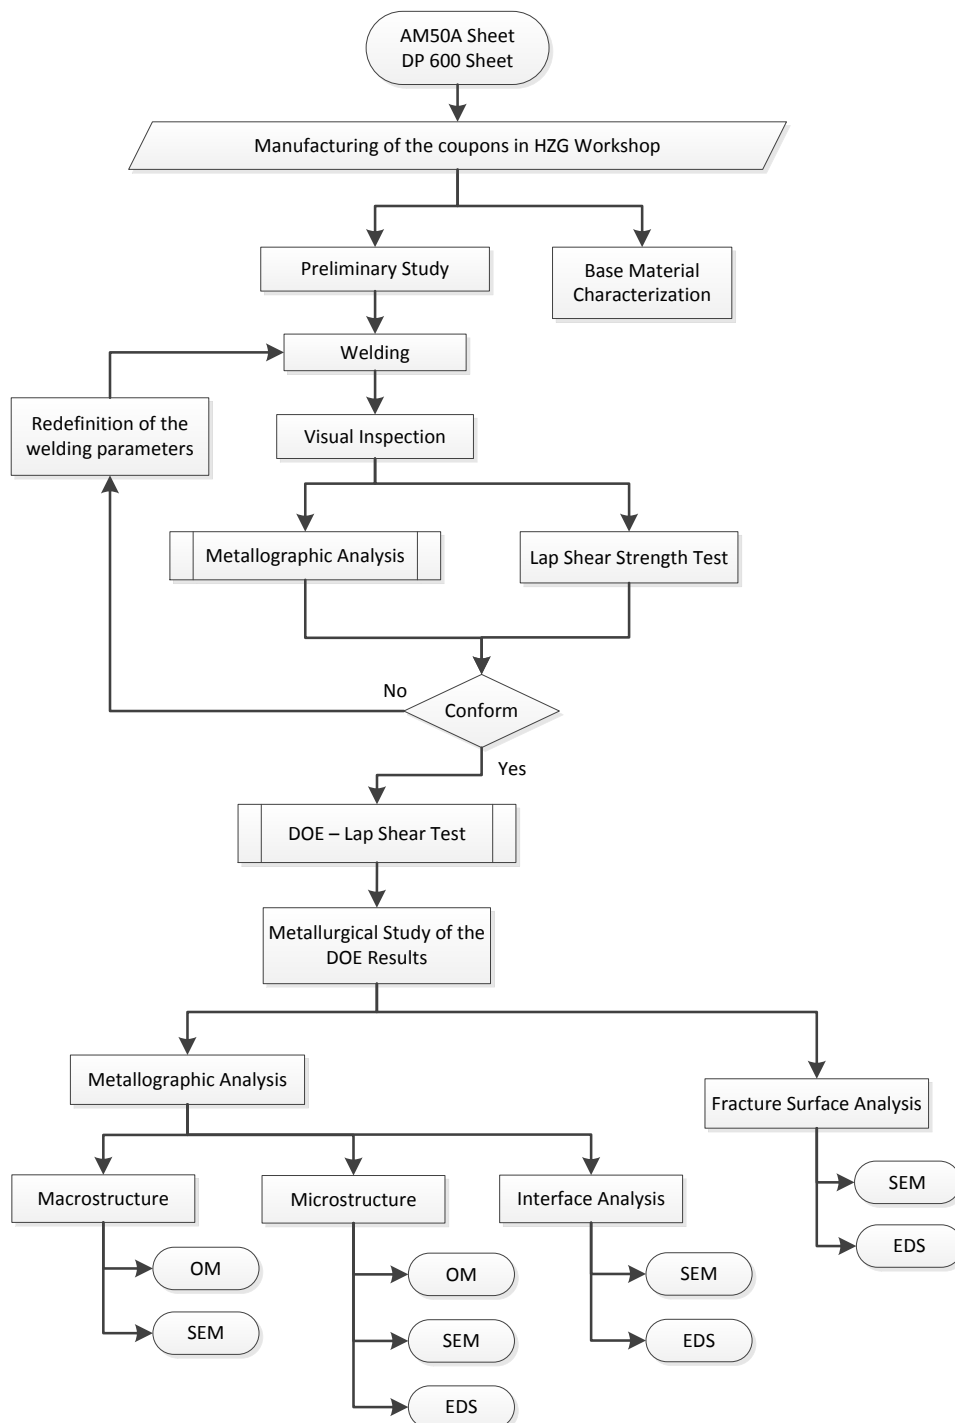 AM50A Sheet
DP 600 Sheet
Manufacturing of the coupons in HZG Workshop
Preliminary Study
Base Material
Characterization
Welding
Redefinition of the
welding parameters
Visual Inspection
Metallographic Analysis
Lap Shear Strength Test
No
Conform
Yes
DOE – Lap Shear Test
Metallurgical Study of the
DOE Results
Metallographic Analysis
Fracture Surface Analysis
Macrostructure
Microstructure
Interface Analysis
SEM
EDS
OM
SEM
OM
SEM
EDS
SEM
EDS